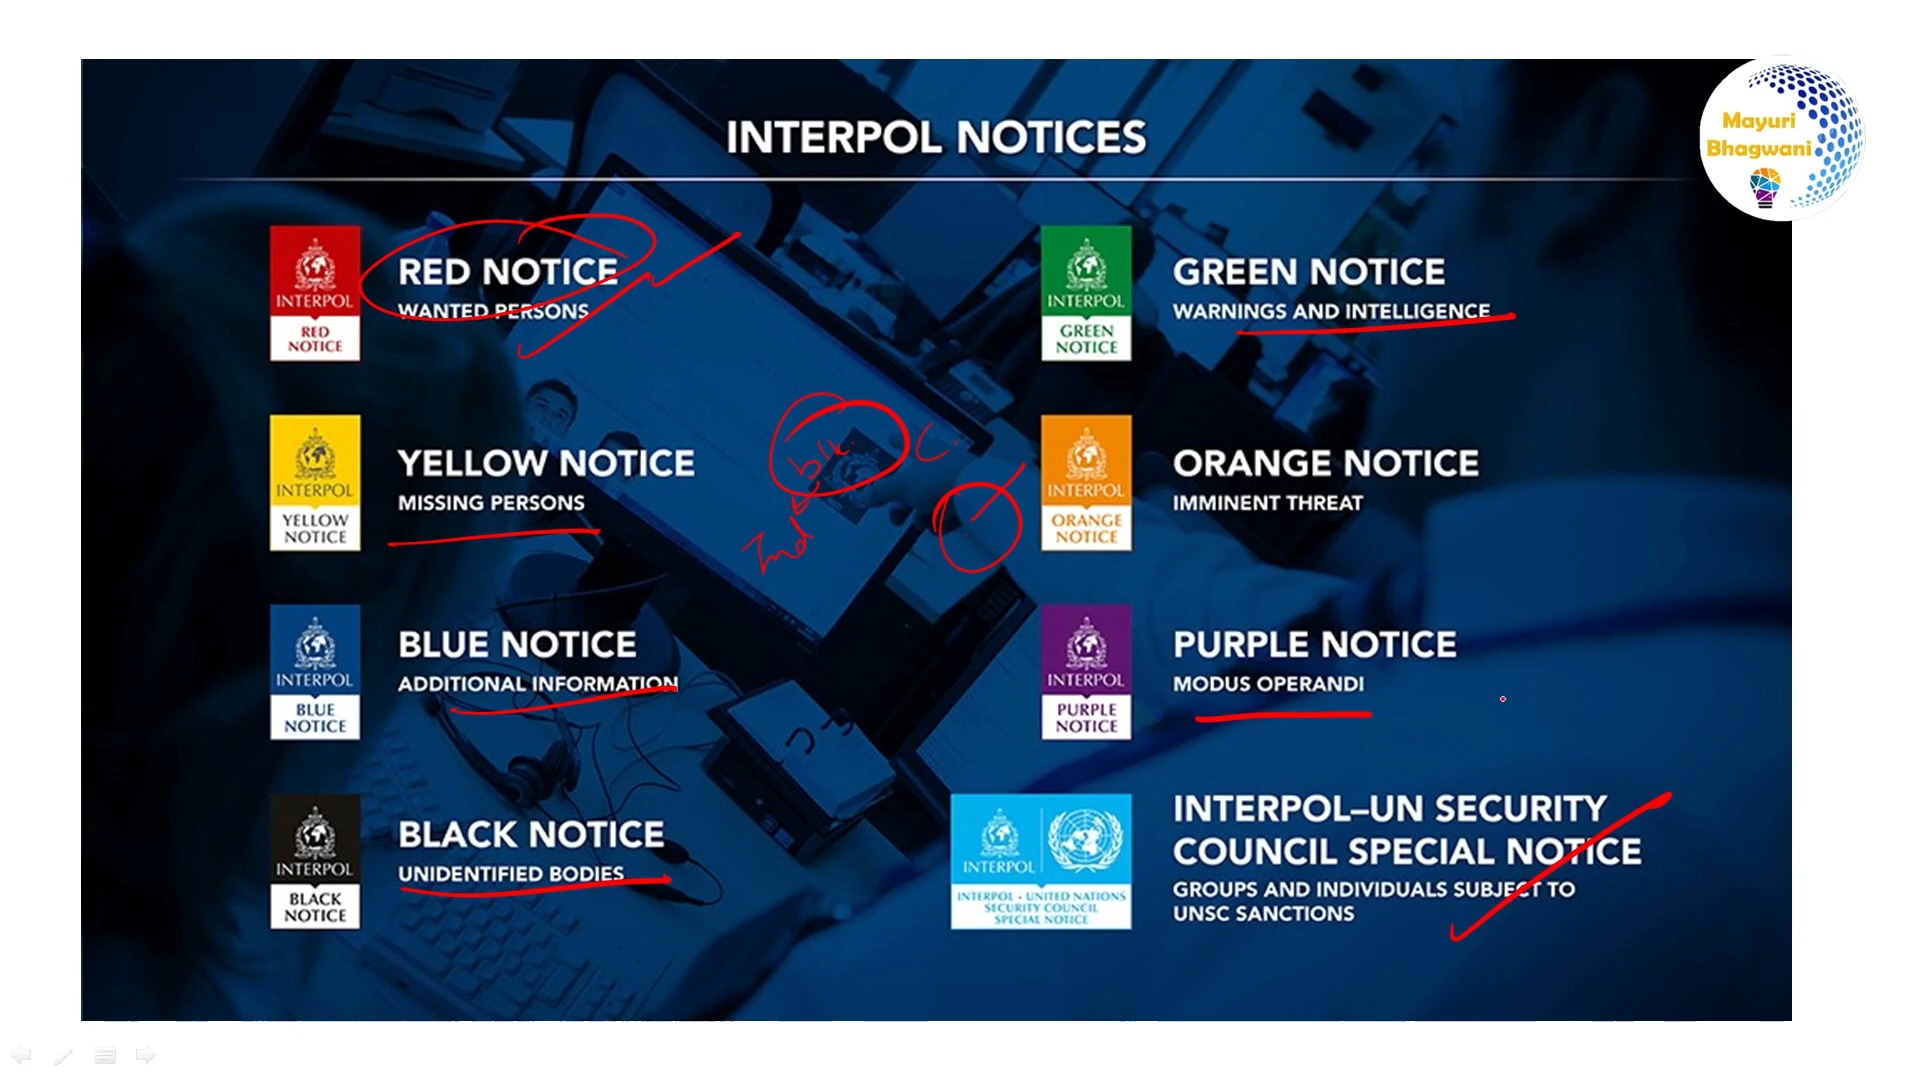 INTERPOL NOTICES
Mayuri
Bhagwani
INTERPOL
RED
NOTICE
RED NOTICE
WANTED PERSONS
INTERPOL
GREEN
NOTICE
GREEN NOTICE
WARNINGS AND INTELLIGENCE
INTERPOL
YELLOW
NOTICE
YELLOW NOTICE
MISSING PERSONS
Ind
INTERPOL
ORANGE
NOTICE
ORANGE NOTICE
IMMINENT THREAT
INTERPOL
BLUE
NOTICE
BLUE NOTICE
ADDITIONAL INFORMATION
INTERPOL
PURPLE
NOTICE
PURPLE NOTICE
MODUS OPERANDI
INTERPOL
BLACK
NOTICE
BLACK NOTICE
UNIDENTIFIED BODIES
INTERPOL
INTERPOL - UNITED NATIONS
SECURITY COUNCIL
SPECIAL NOTICE
INTERPOL–UN SECURITY
COUNCIL SPECIAL NOTICE
GROUPS AND INDIVIDUALS SUBJECT TO
UNSC SANCTIONS